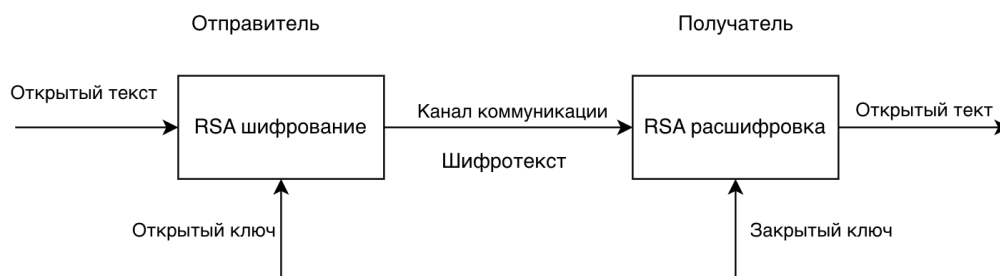 Отправитель
Получатель
Открытый текст
RSA шифрование
Канал коммуникации
Шифротекст
RSA расшифровка
Открытый тект
Открытый ключ
Закрытый ключ